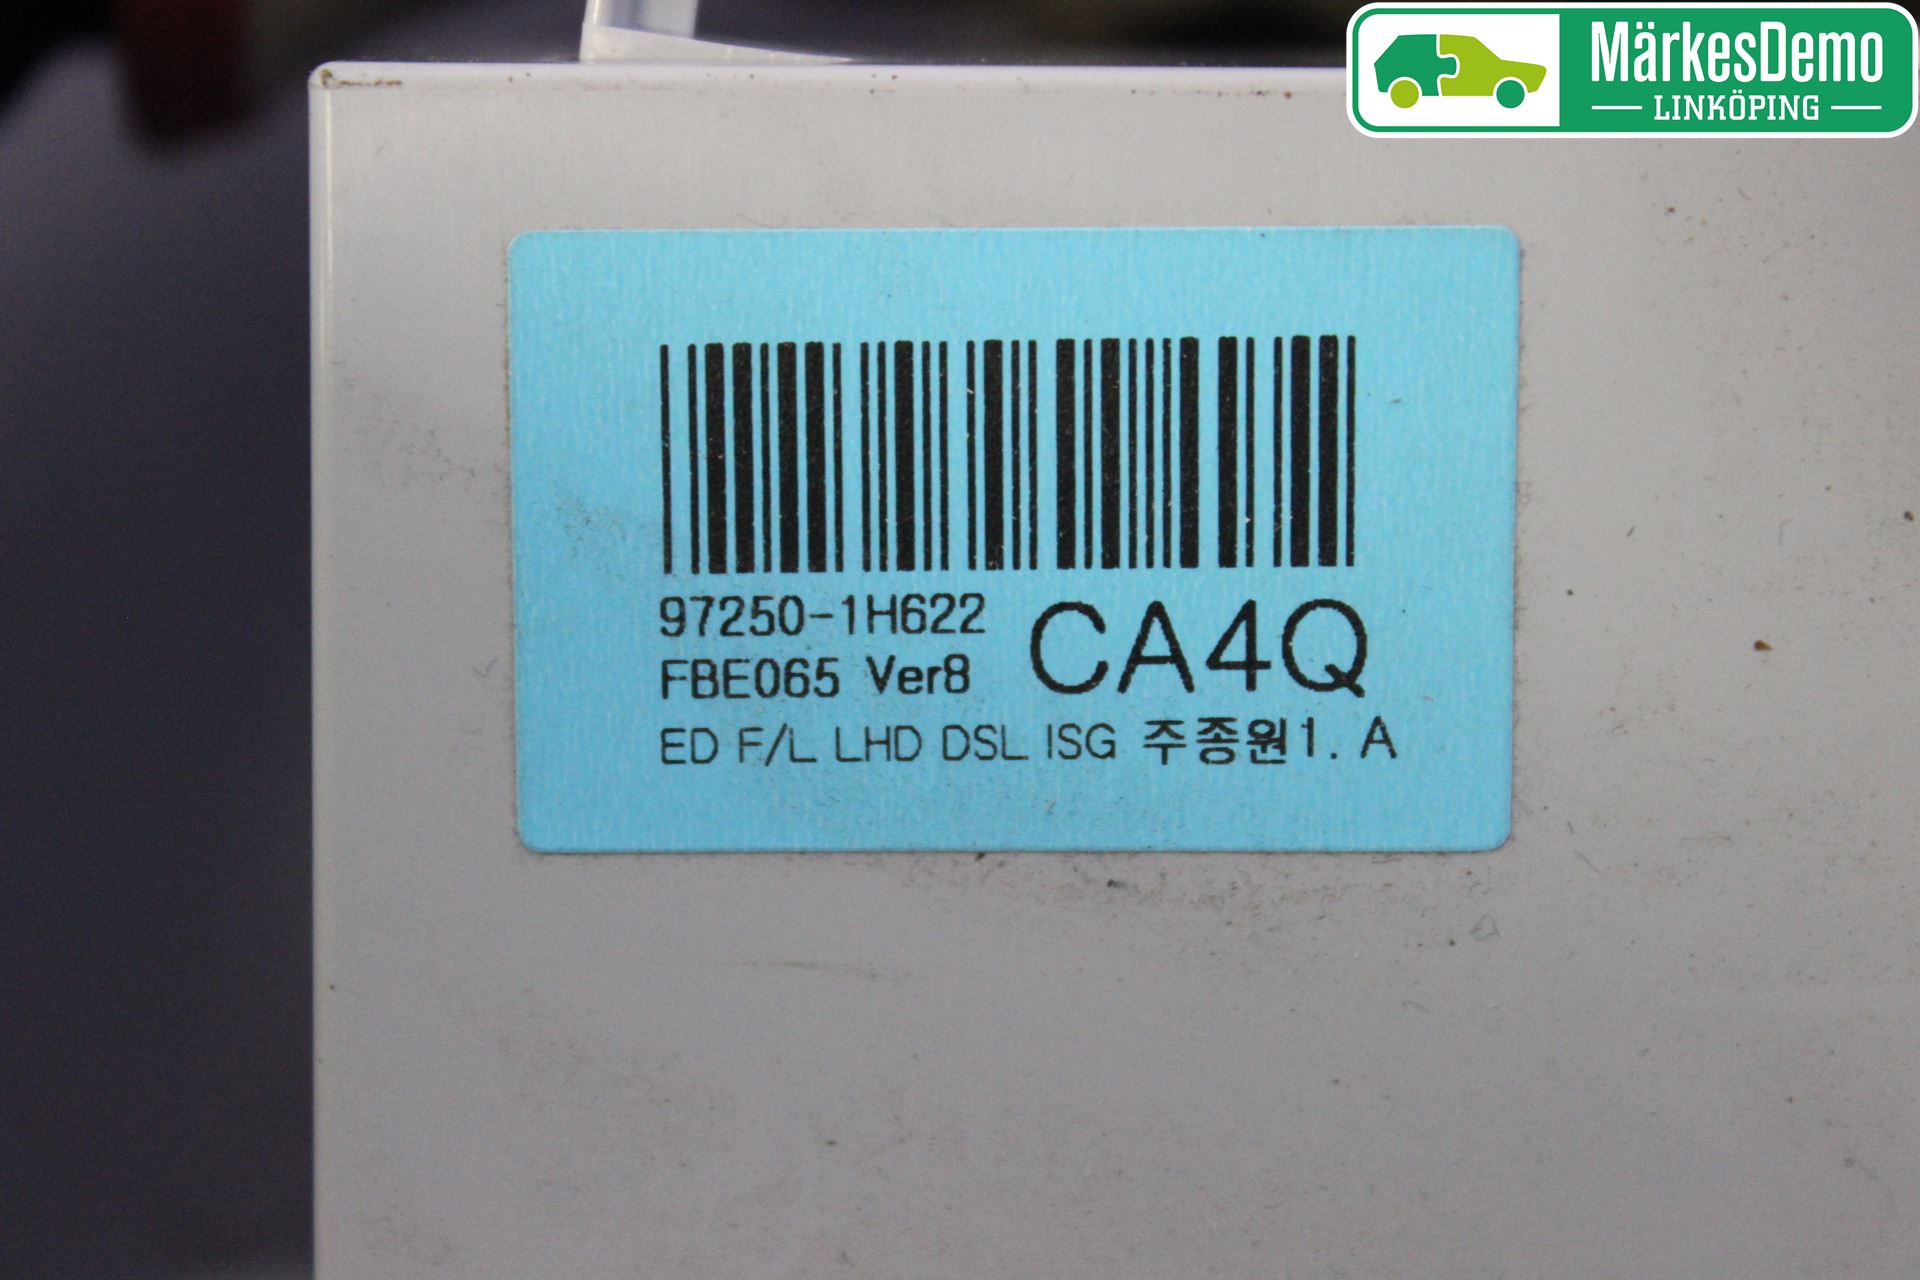 MärkesDemo
LINKÖPING
97250-1H622
FBE065 Ver8
CA4Q
ED F/L LHD DSL ISG 주종원1. A